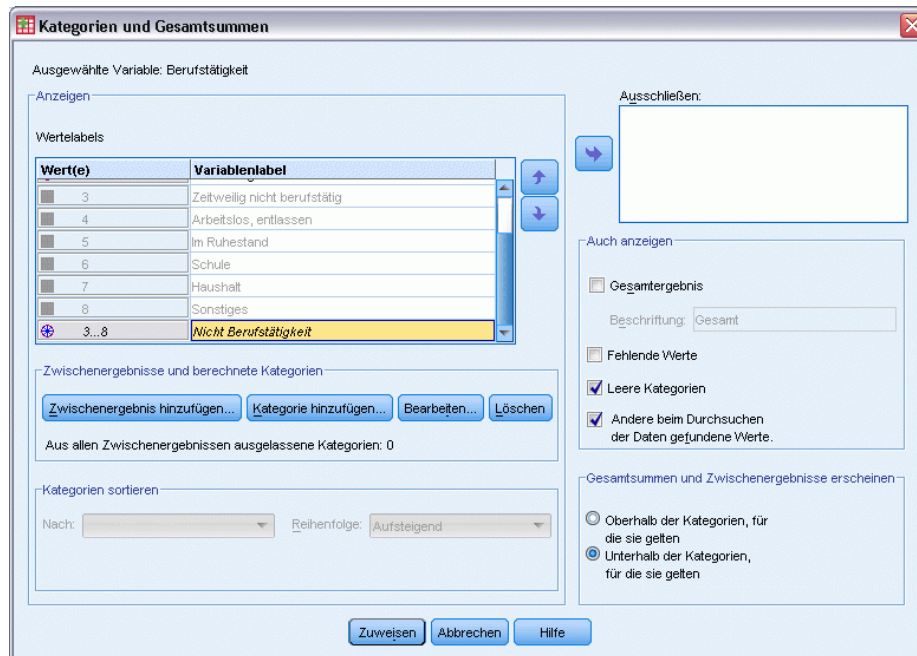 Kategorien und Gesamtsummen
Ausgewählte Variable: Berufstätigkeit
Anzeigen
Wertelabels
Wert(e) Variablenlabel
3 Zeitweilig nicht berufstätig
4 Arbeitslos, entlassen
5 Im Ruhestand
6 Schule
7 Haushalt
8 Sonstiges
3...8 Nicht Berufstätigkeit
Zwischenergebnisse und berechnete Kategorien
Zwischenergebnis hinzufügen... Kategorie hinzufügen... Bearbeiten... Löschen
Aus allen Zwischenergebnissen ausgelassene Kategorien: 0
Kategorien sortieren
Nach: Reihenfolge: Aufsteigend
Ausschließen:
Auch anzeigen
Gesamtergebnis
Beschriftung: Gesamt
Fehlende Werte
Leere Kategorien
Andere beim Durchsuchen
der Daten gefundene Werte.
Gesamtsummen und Zwischenergebnisse erscheinen
Oberhalb der Kategorien, für
die sie gelten
Unterhalb der Kategorien,
für die sie gelten
Zuweisen Abbrechen Hilfe